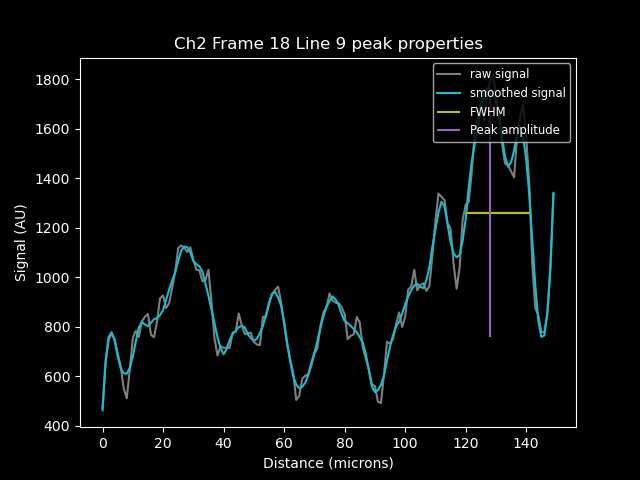 Ch2 Frame 18 Line 9 peak properties
raw signal
smoothed signal
FWHM
Peak amplitude
Signal (AU)
1800
1600
1400
1200
1000
800
600
400
0 20 40 60 80 100 120 140
Distance (microns)